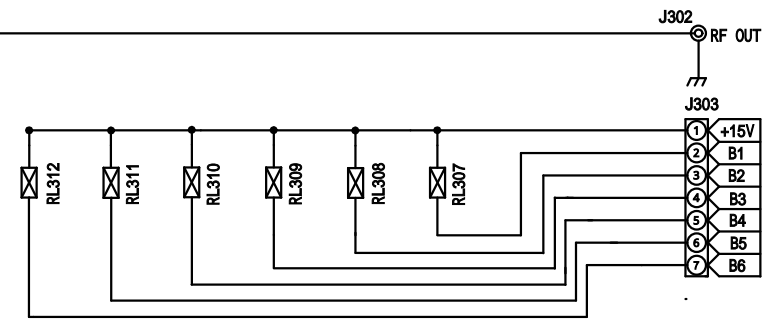 J302
RF OUT
J303
1 +15V
2 B1
3 B2
4 B3
5 B4
6 B5
7 B6
RL312
RL311
RL310
RL309
RL308
RL307